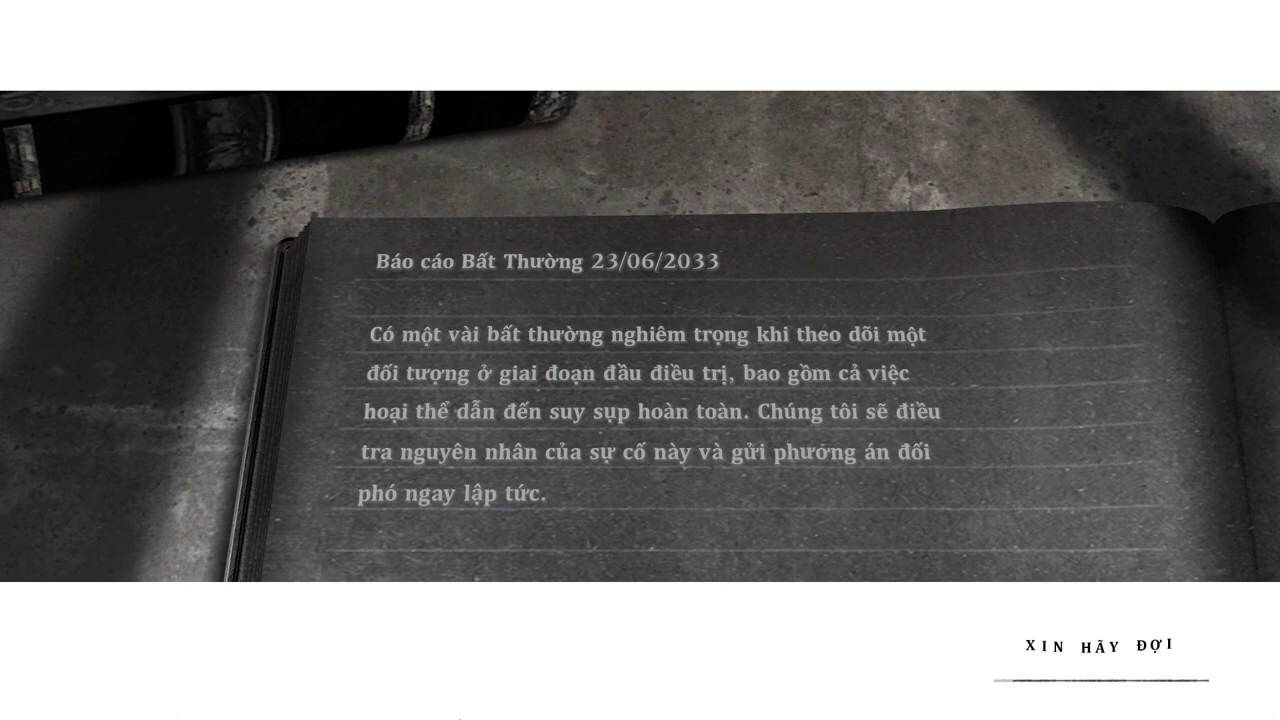 Báo cáo Bất Thường 23/06/2033
Có một vài bất thường nghiêm trọng khi theo dõi một
đối tượng ở giai đoạn đầu điều trị, bao gồm cả việc
hoại thể dẫn đến suy sụp hoàn toàn. Chúng tôi sẽ điều
tra nguyên nhân của sự cố này và gửi phương án đối
phó ngay lập tức.
XIN HÃY ĐỢI